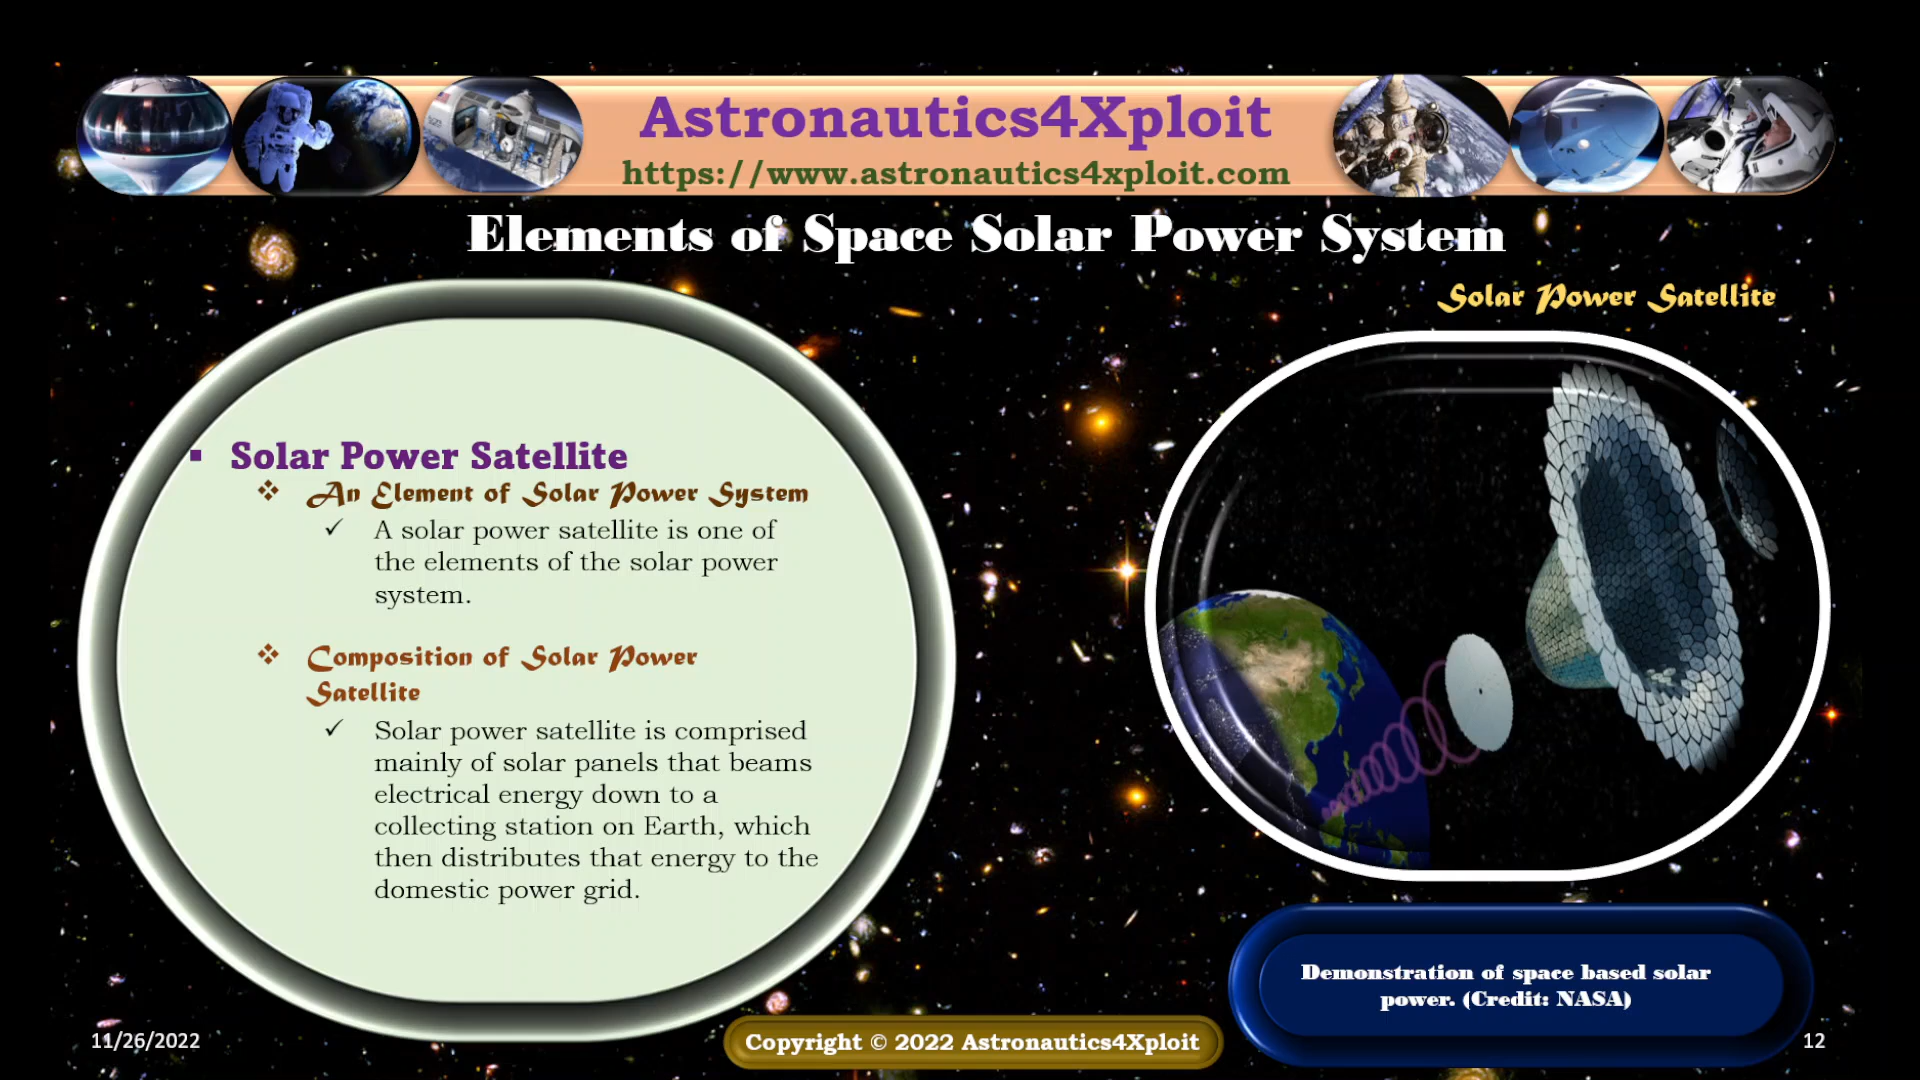 Astronautics4Xploit
https://www.astronautics4xploit.com
Elements of Space Solar Power System
Solar Power Satellite
▪ Solar Power Satellite
❖ An Element of Solar Power System
✓ A solar power satellite is one of
the elements of the solar power
system.
❖ Composition of Solar Power
Satellite
✓ Solar power satellite is comprised
mainly of solar panels that beams
electrical energy down to a
collecting station on Earth, which
then distributes that energy to the
domestic power grid.
Demonstration of space based solar
power. (Credit: NASA)
11/26/2022
Copyright © 2022 Astronautics4Xploit
12